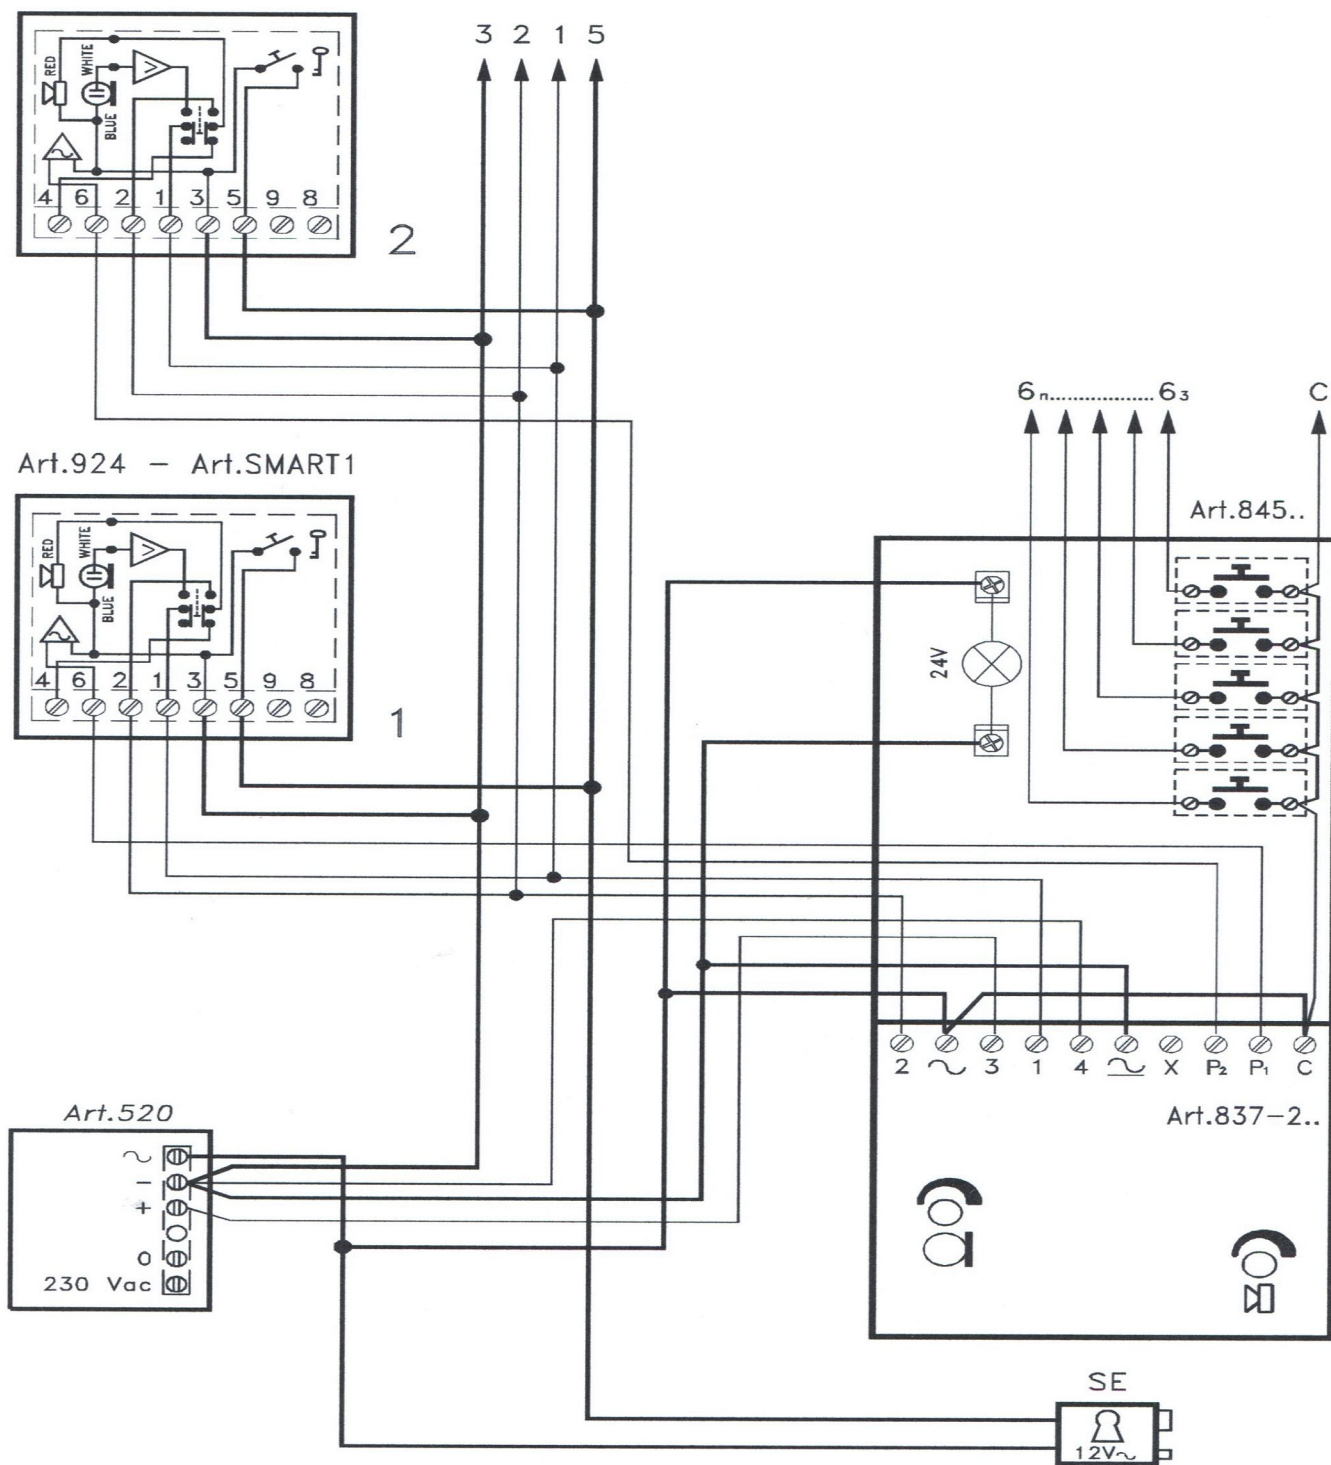 3 2 1 5
RED
WHITE
BLUE
4 6 2 1 3 5 9 8
2
6n..................6₃ C
Art.924 - Art.SMART1
Art.845..
RED
WHITE
BLUE
4 6 2 1 3 5 9 8
1
24V
2 ~ 3 1 4 ~ X P₂ P₁ C
Art.837-2..
Art.520
~
-
+
0
230 Vac
SE
12V~